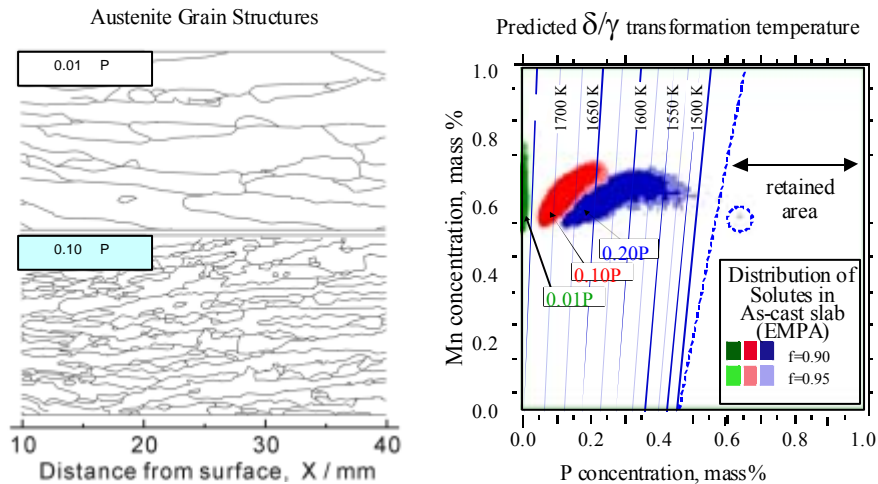 Austenite Grain Structures
0.01 P
0.10 P
10 20 30 40
Distance from surface, X / mm
Predicted δ/γ transformation temperature
Mn concentration, mass %
1.0
0.8
0.6
0.4
0.2
0.0
1700 K
1650 K
1600 K
1550 K
1500 K
retained
area
0.20P
0.10P
0.01P
Distribution of
Solutes in
As-cast slab
(EMPA)
f=0.90
f=0.95
0.0 0.2 0.4 0.6 0.8 1.0
P concentration, mass%